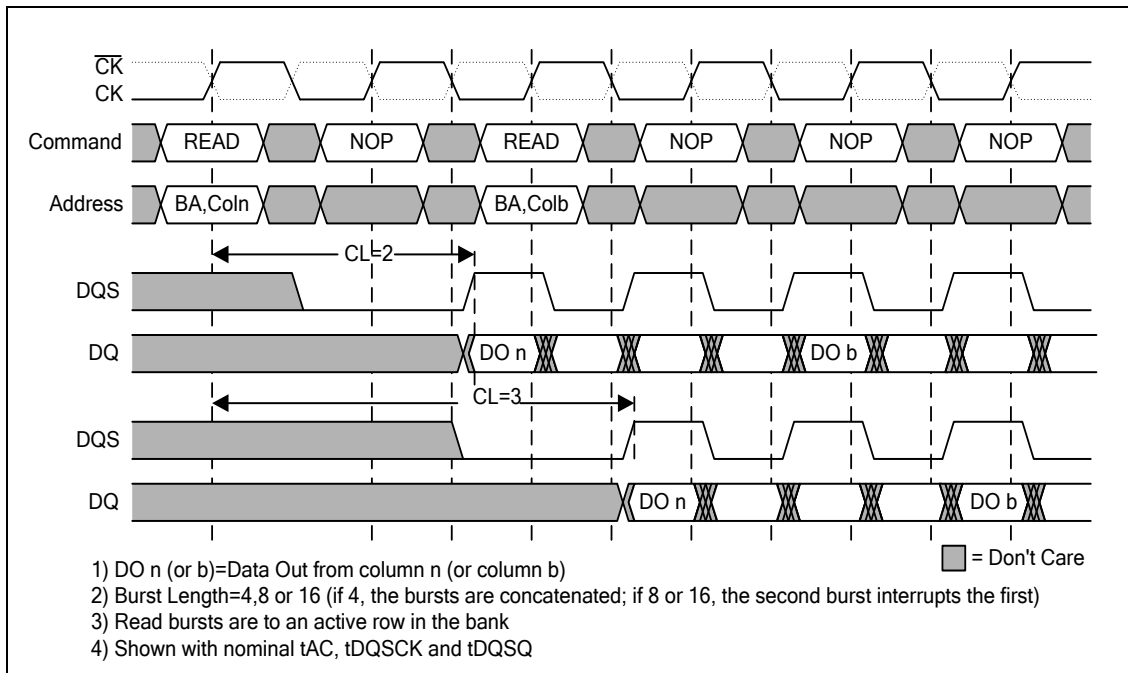 CK
CK
Command READ NOP READ NOP NOP NOP
Address BA,Coln BA,Colb
CL=2
DQS
DQ DO n DO b
CL=3
DQS
DQ DO n DO b
= Don't Care
1) DO n (or b)=Data Out from column n (or column b)
2) Burst Length=4,8 or 16 (if 4, the bursts are concatenated; if 8 or 16, the second burst interrupts the first)
3) Read bursts are to an active row in the bank
4) Shown with nominal tAC, tDQSCK and tDQSQ